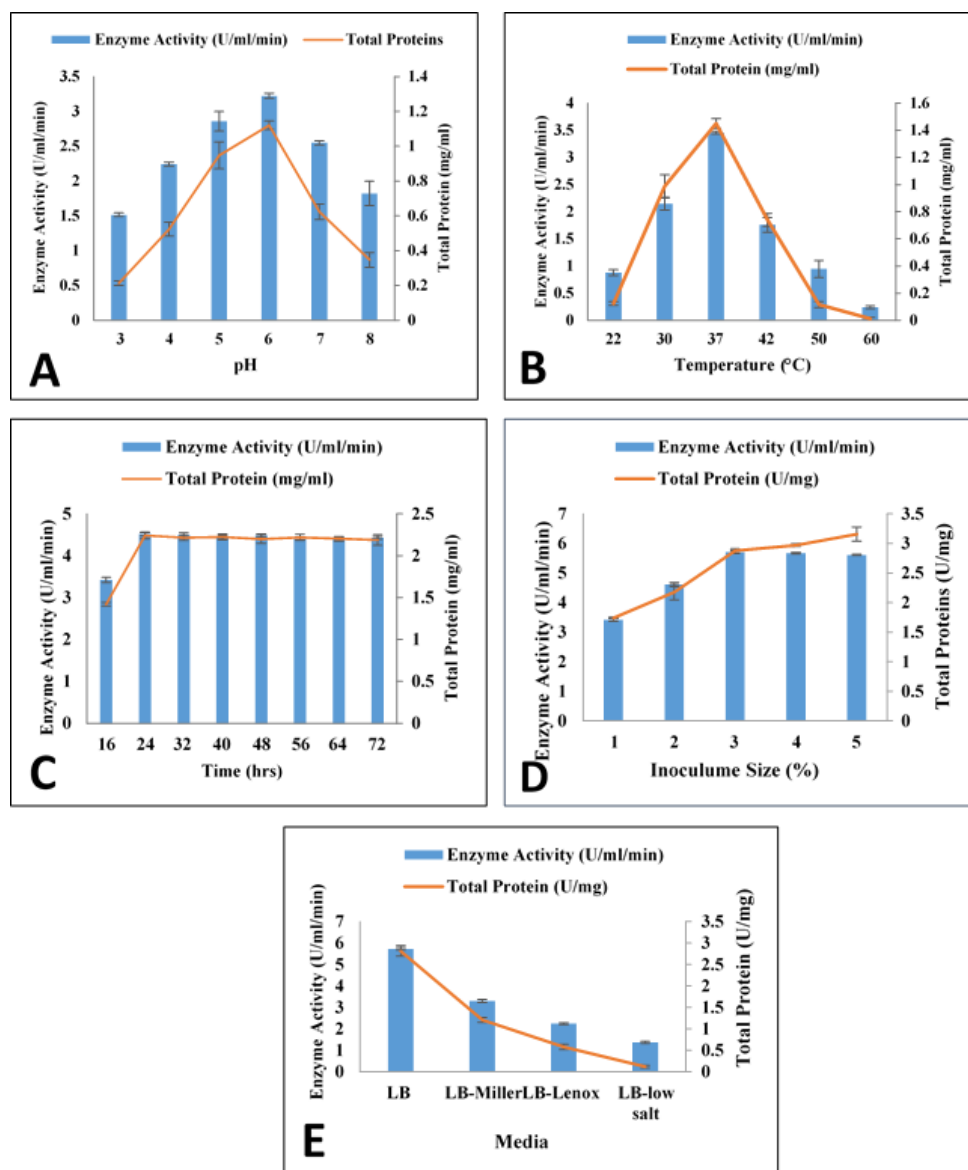 Enzyme Activity (U/ml/min) Total Proteins
Enzyme Activity (U/ml/min)
3.5
3
2.5
2
1.5
1
0.5
0
1.4
1.2
1
0.8
0.6
0.4
0.2
0
Total Protein (mg/ml)
3 4 5 6 7 8
pH
A
Enzyme Activity (U/ml/min)
Total Protein (mg/ml)
Enzyme Activity (U/ml/min)
4
3.5
3
2.5
2
1.5
1
0.5
0
1.6
1.4
1.2
1
0.8
0.6
0.4
0.2
0
Total Protein (mg/ml)
22 30 37 42 50 60
Temperature (°C)
B
Enzyme Activity (U/ml/min)
Total Protein (mg/ml)
Enzyme Activity (U/ml/min)
5
4
3
2
1
0
2.5
2
1.5
1
0.5
0
Total Protein (mg/ml)
16 24 32 40 48 56 64 72
Time (hrs)
C
Enzyme Activity (U/ml/min)
Total Protein (U/mg)
Enzyme Activity (U/ml/min)
7
6
5
4
3
2
1
0
3.5
3
2.5
2
1.5
1
0.5
0
Total Proteins (U/mg)
1 2 3 4 5
Inoculume Size (%)
D
Enzyme Activity (U/ml/min)
Total Protein (U/mg)
Enzyme Activity (U/ml/min)
7
6
5
4
3
2
1
0
3.5
3
2.5
2
1.5
1
0.5
0
Total Protein (U/mg)
LB LB-Miller LB-Lenox LB-low
salt
Media
E